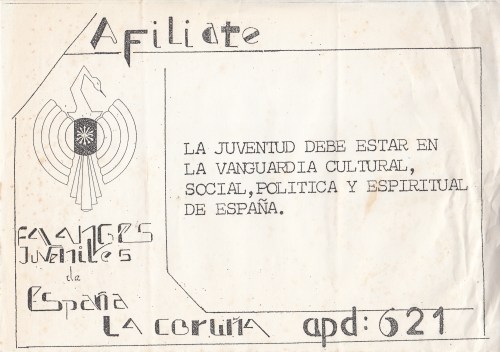 Afiliate
LA JUVENTUD DEBE ESTAR EN
LA VANGUARDIA CULTURAL,
SOCIAL,POLITICA Y ESPIRITUAL
DE ESPAÑA.
FALANGES
JUVENILES
de
España
LA CORUÑA apd: 621